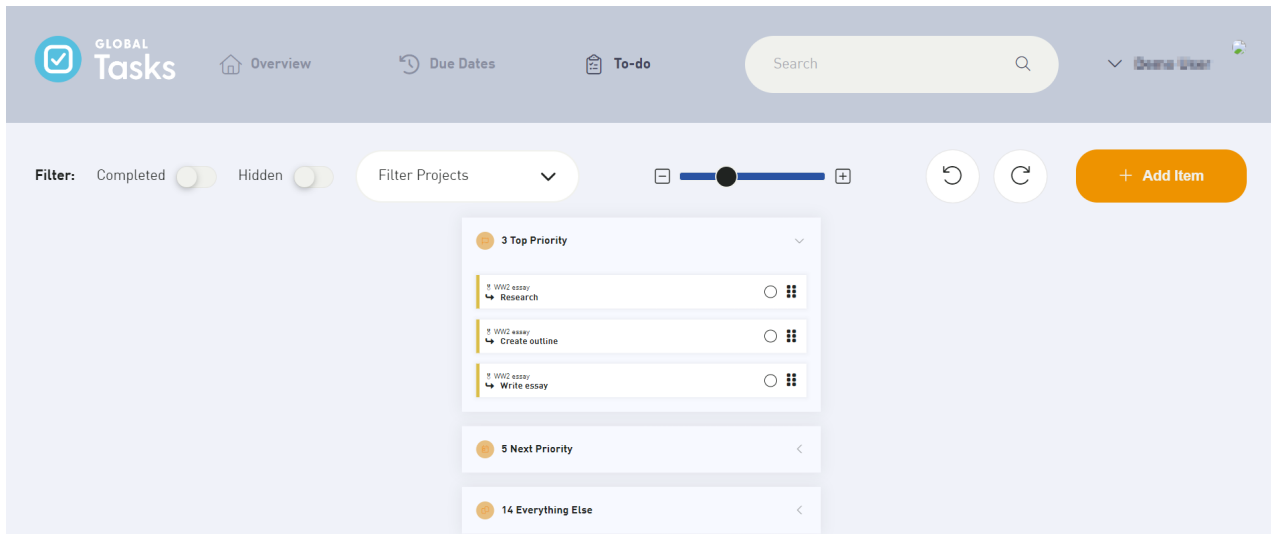 GLOBAL
Tasks
Overview
Due Dates
To-do
Search
Filter:
Completed
Hidden
Filter Projects
+ Add Item
3 Top Priority
WW2 essay
Research
WW2 essay
Create outline
WW2 essay
Write essay
5 Next Priority
14 Everything Else